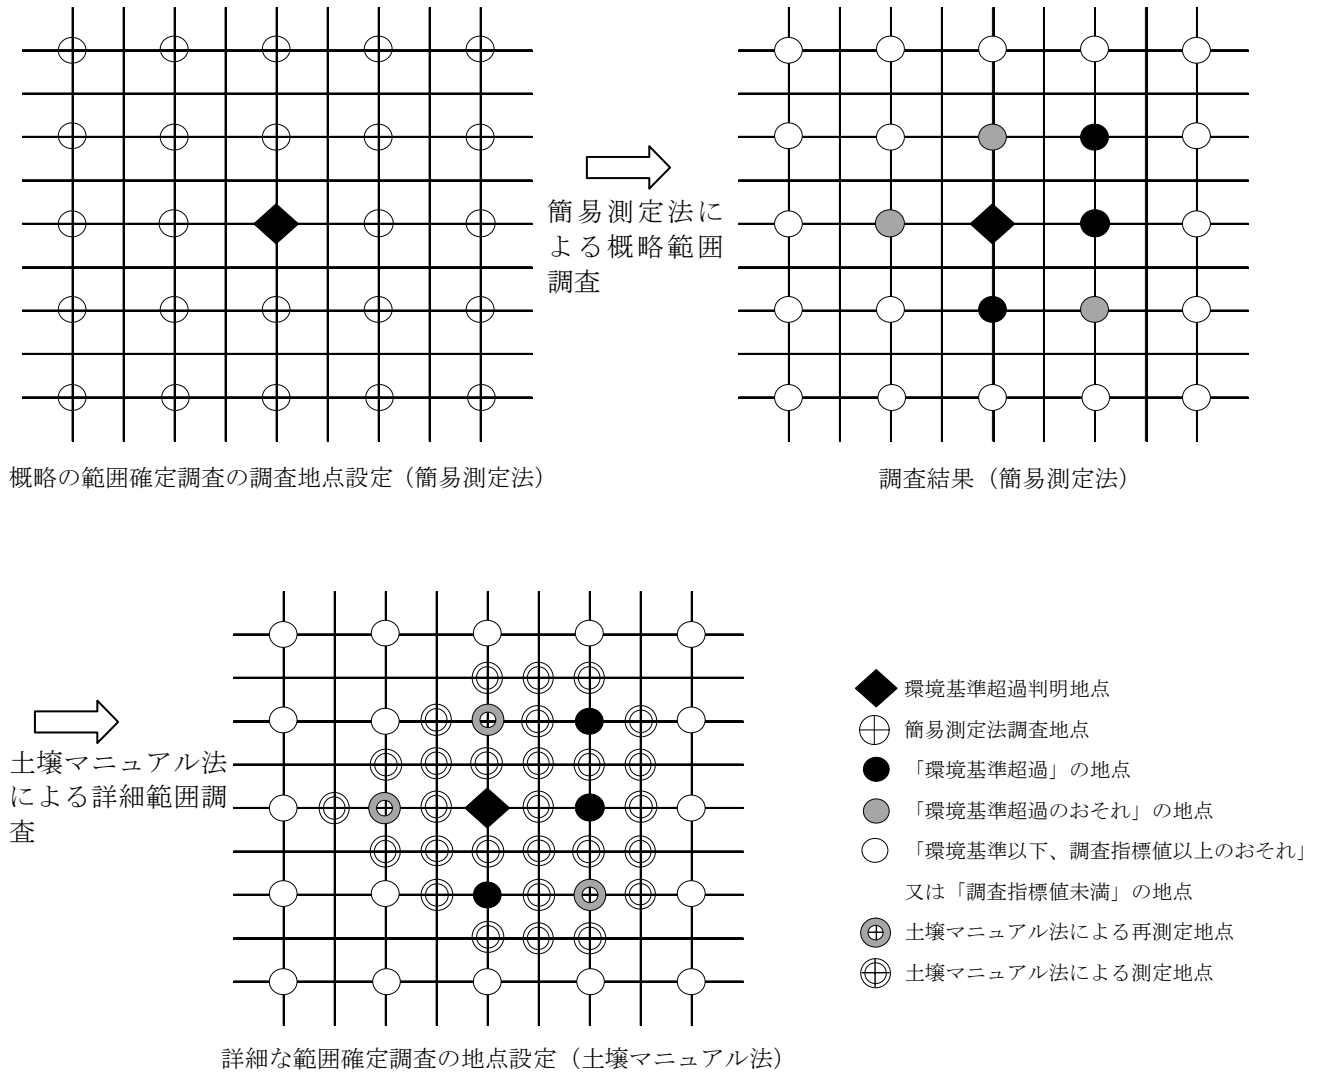 簡易測定法に
よる概略範囲
調査
概略の範囲確定調査の調査地点設定（簡易測定法）
調査結果（簡易測定法）
土壌マニュアル法
による詳細範囲調
査
環境基準超過判明地点
簡易測定法調査地点
「環境基準超過」の地点
「環境基準超過のおそれ」の地点
「環境基準以下、調査指標値以上のおそれ」
又は「調査指標値未満」の地点
土壌マニュアル法による再測定地点
土壌マニュアル法による測定地点
詳細な範囲確定調査の地点設定（土壌マニュアル法）